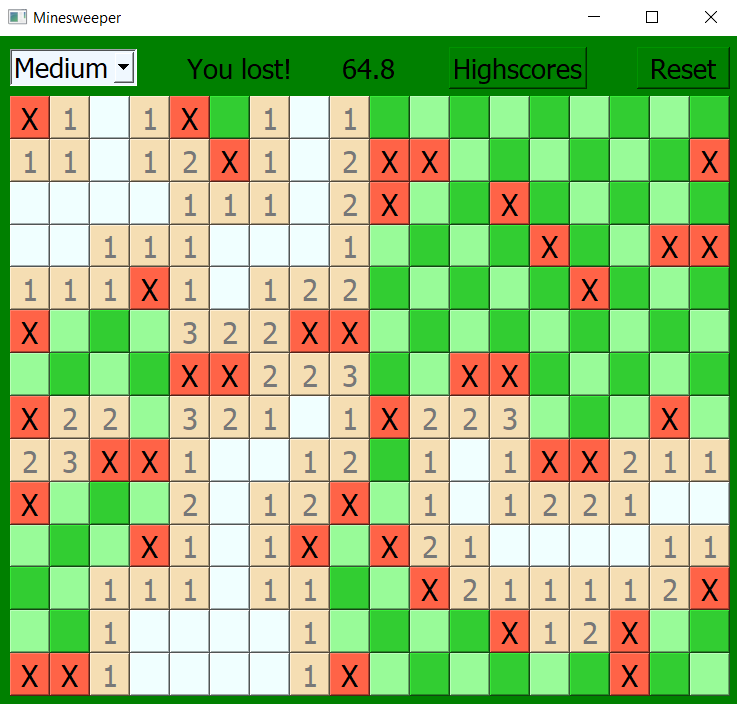 Minesweeper
Medium You lost! 64.8 Highscores Reset
X 1 1 X 1 1
1 1 1 2 X 1 2 X X X
1 1 1 2 X X
1 1 1 1 X X X
1 1 1 X 1 1 2 2 X
X 3 2 2 X X
X X 2 2 3 X X
X 2 2 3 2 1 1 X 2 2 3 X
2 3 X X 1 1 2 1 1 X X 2 1 1
X 2 1 2 X 1 1 2 2 1
X 1 1 X X 2 1 1 1
1 1 1 1 1 X 2 1 1 1 1 2 X
1 1 X 1 2 X
X X 1 1 X X